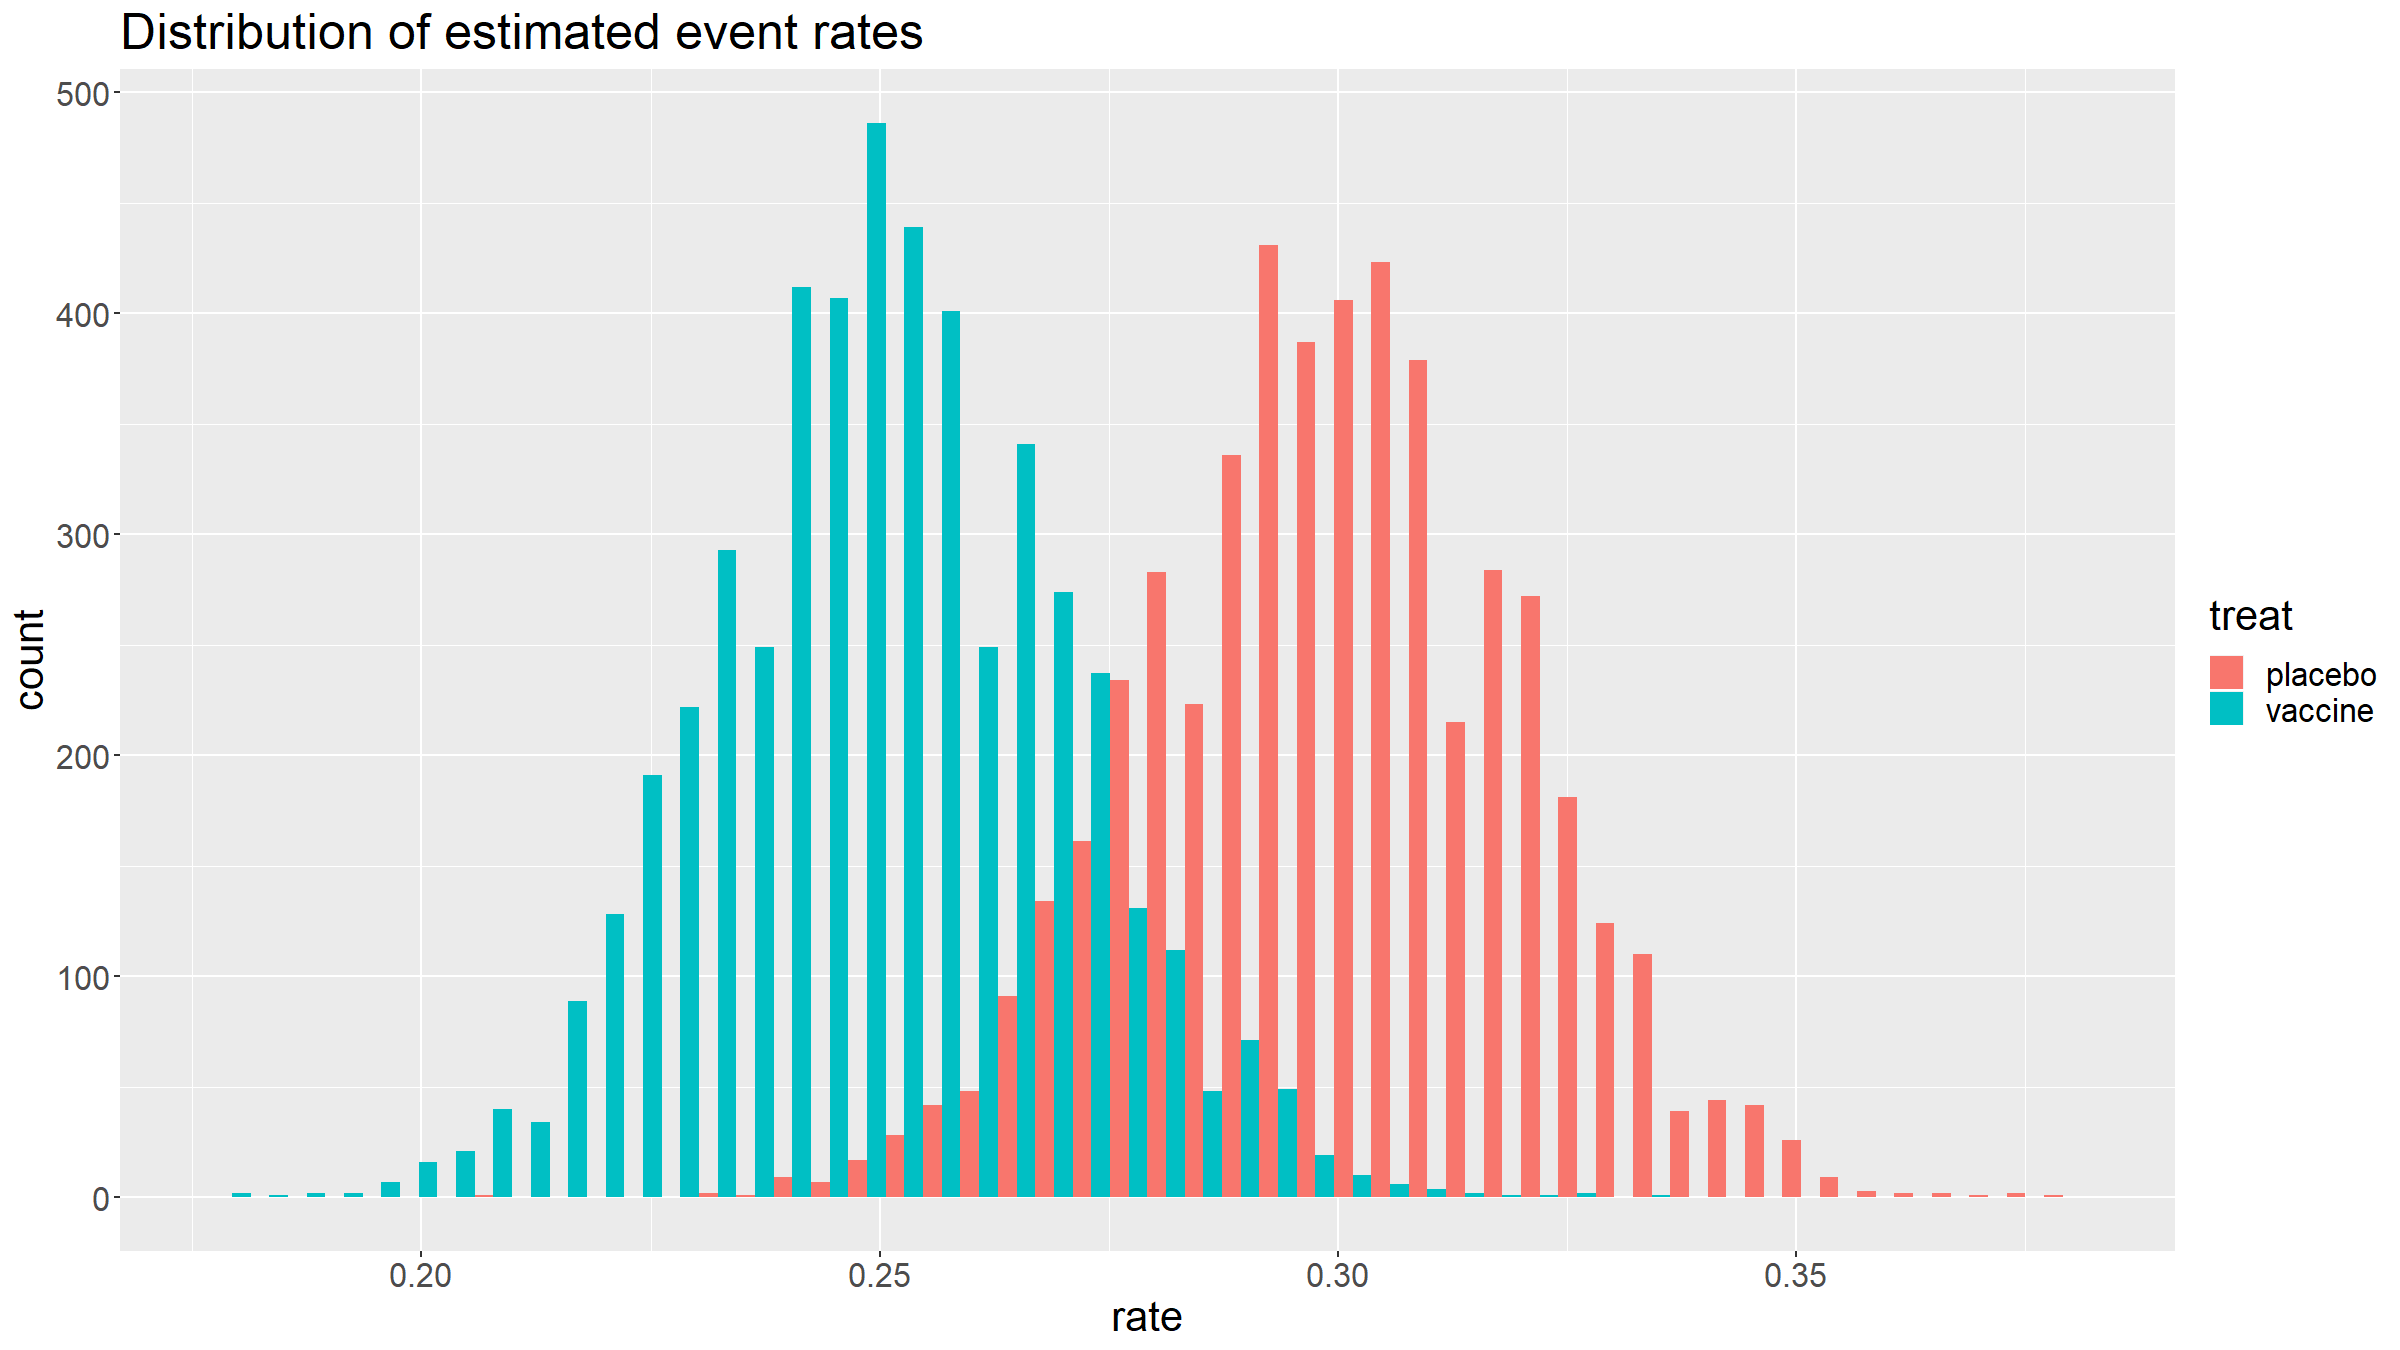 Distribution of estimated event rates
500
400
300
200
100
0
count
0.20 0.25 0.30 0.35
rate
treat
placebo
vaccine